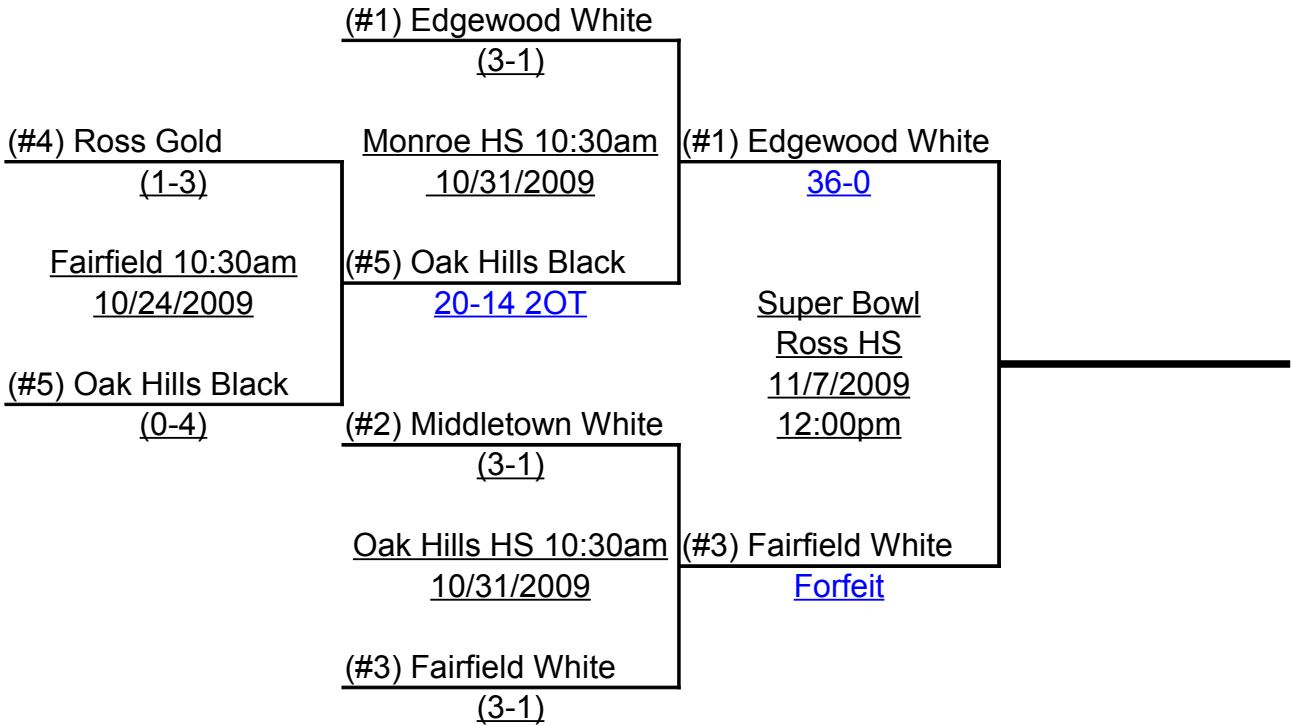 (#1) Edgewood White
(3-1)
(#4) Ross Gold
Monroe HS 10:30am
(#1) Edgewood White
(1-3)
10/31/2009
36-0
Fairfield 10:30am
(#5) Oak Hills Black
10/24/2009
20-14 2OT
Super Bowl
Ross HS
(#5) Oak Hills Black
11/7/2009
(0-4)
(#2) Middletown White
12:00pm
(3-1)
Oak Hills HS 10:30am
(#3) Fairfield White
10/31/2009
Forfeit
(#3) Fairfield White
(3-1)